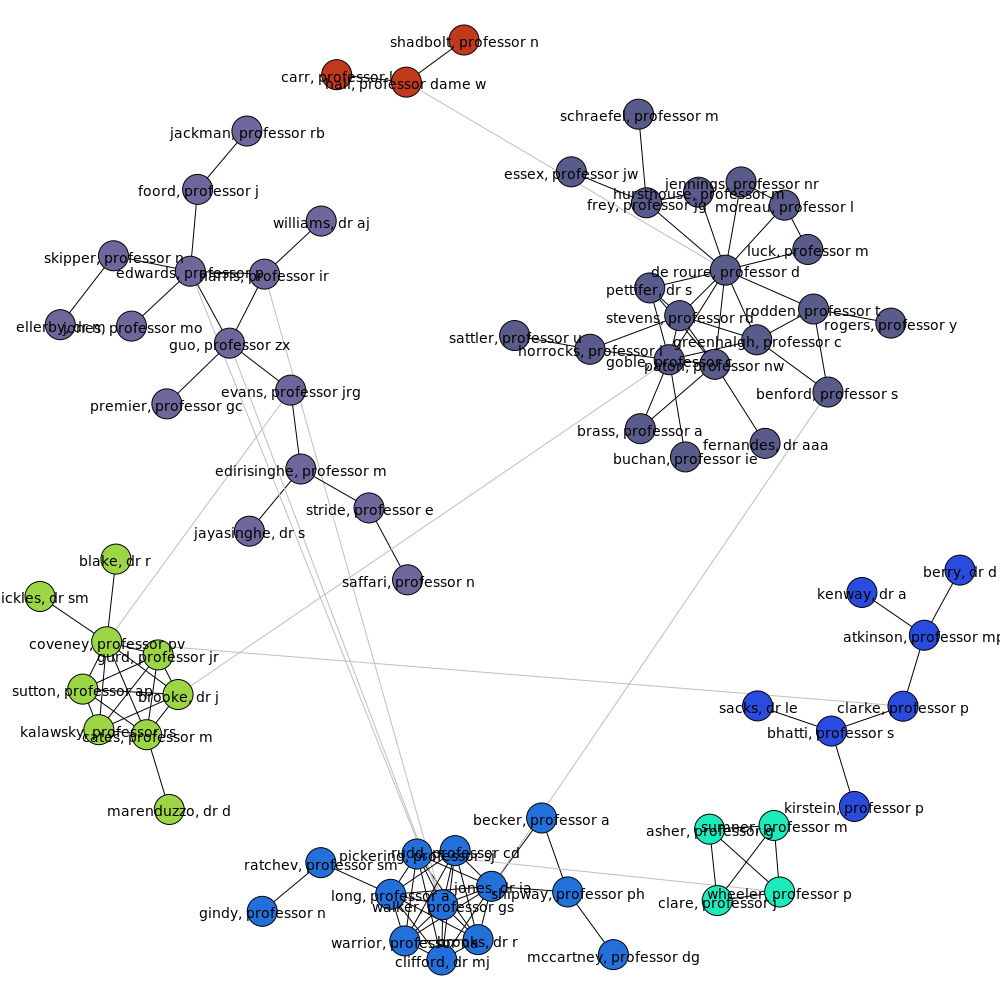 shadbolt, professor n
carr, professor l
hall, professor dame w
schraefel, professor m
jackman, professor rb
essex, professor jw
jennings, professor nr
foord, professor j
hursthouse, professor m
frey, professor jg
moreau, professor l
williams, dr aj
luck, professor m
skipper, professor n
edwards, professor p
harris, professor ir
de roure, professor d
pettifer, dr s
ellerby, dr m
jones, professor mo
stevens, professor rd
rodden, professor t
rogers, professor y
guo, professor zx
sattler, professor u
horrocks, professor i
greenhalgh, professor c
goble, professor c
paton, professor nw
evans, professor jrg
benford, professor s
premier, professor gc
brass, professor a
fernandes, dr aaa
buchan, professor ie
edirisinghe, professor m
stride, professor e
jayasinghe, dr s
blake, dr r
saffari, professor n
berry, dr d
ickles, dr sm
kenway, dr a
coveney, professor pv
gurd, professor jr
atkinson, professor mp
sutton, professor ap
brooke, dr j
sacks, dr le
clarke, professor p
kalawsky, professor rs
cates, professor m
bhatti, professor s
marenduzzo, dr d
kirstein, professor p
becker, professor a
asher, professor g
sumner, professor m
pickering, professor sj
rudd, professor cd
ratchev, professor sm
long, professor a
jones, dr ia
shipway, professor ph
wheeler, professor p
clare, professor j
walker, professor gs
gindy, professor n
warrior, professor na
brooks, dr r
clifford, dr mj
mccartney, professor dg